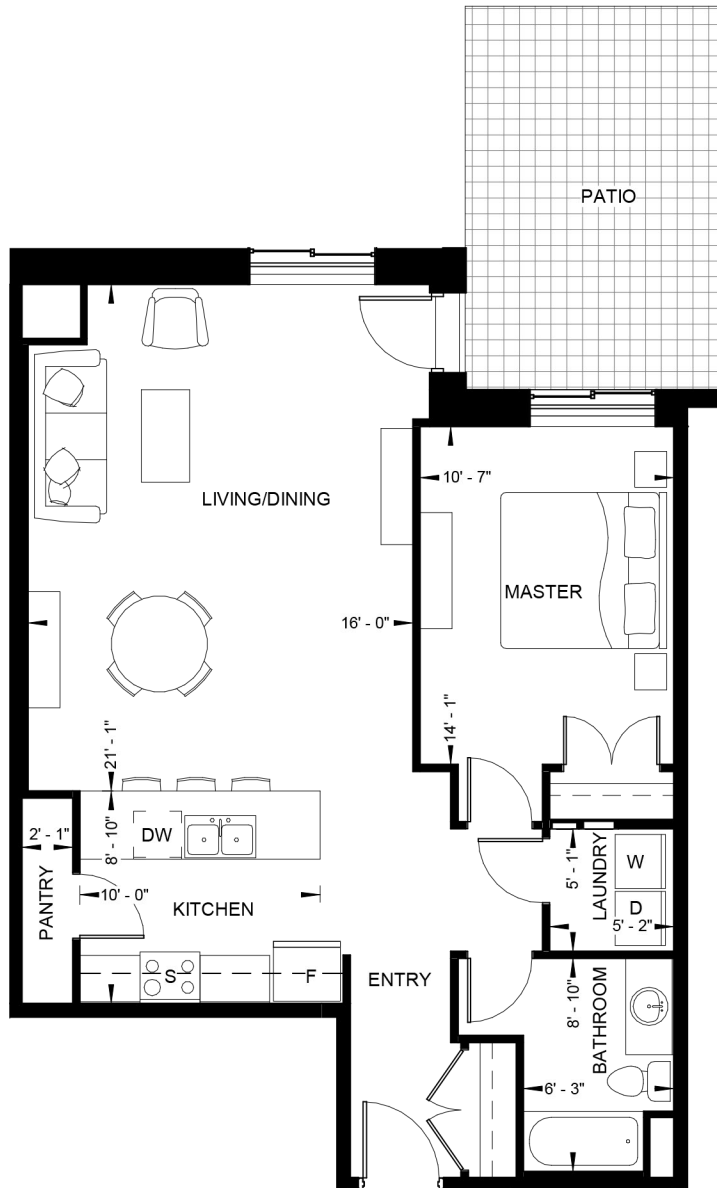 PATIO
LIVING/DINING
10' - 7"
MASTER
16' - 0"
14' - 1"
21' - 1"
2' - 1"
8' - 10"
DW
PANTRY
10' - 0"
KITCHEN
S
F
ENTRY
5' - 1"
LAUNDRY
W
D
5' - 2"
8' - 10"
BATHROOM
6' - 3"